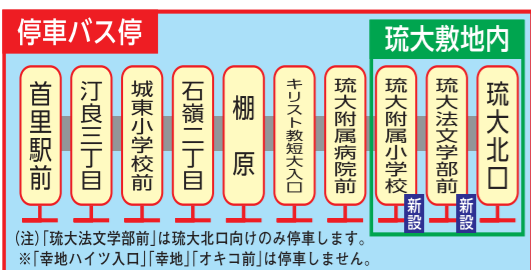 停車バス停
琉大敷地内
首里駅前
汀良三丁目
城東小学校前
石嶺二丁目
棚原
キリスト教短大入口
琉大附属病院前
琉大附属小学校
新設
琉大法文学部前
新設
琉大北口
(注)「琉大法文学部前」は琉大北口向けのみ停車します。
※「幸地ハイツ入口」「幸地」「オキコ前」は停車しません。